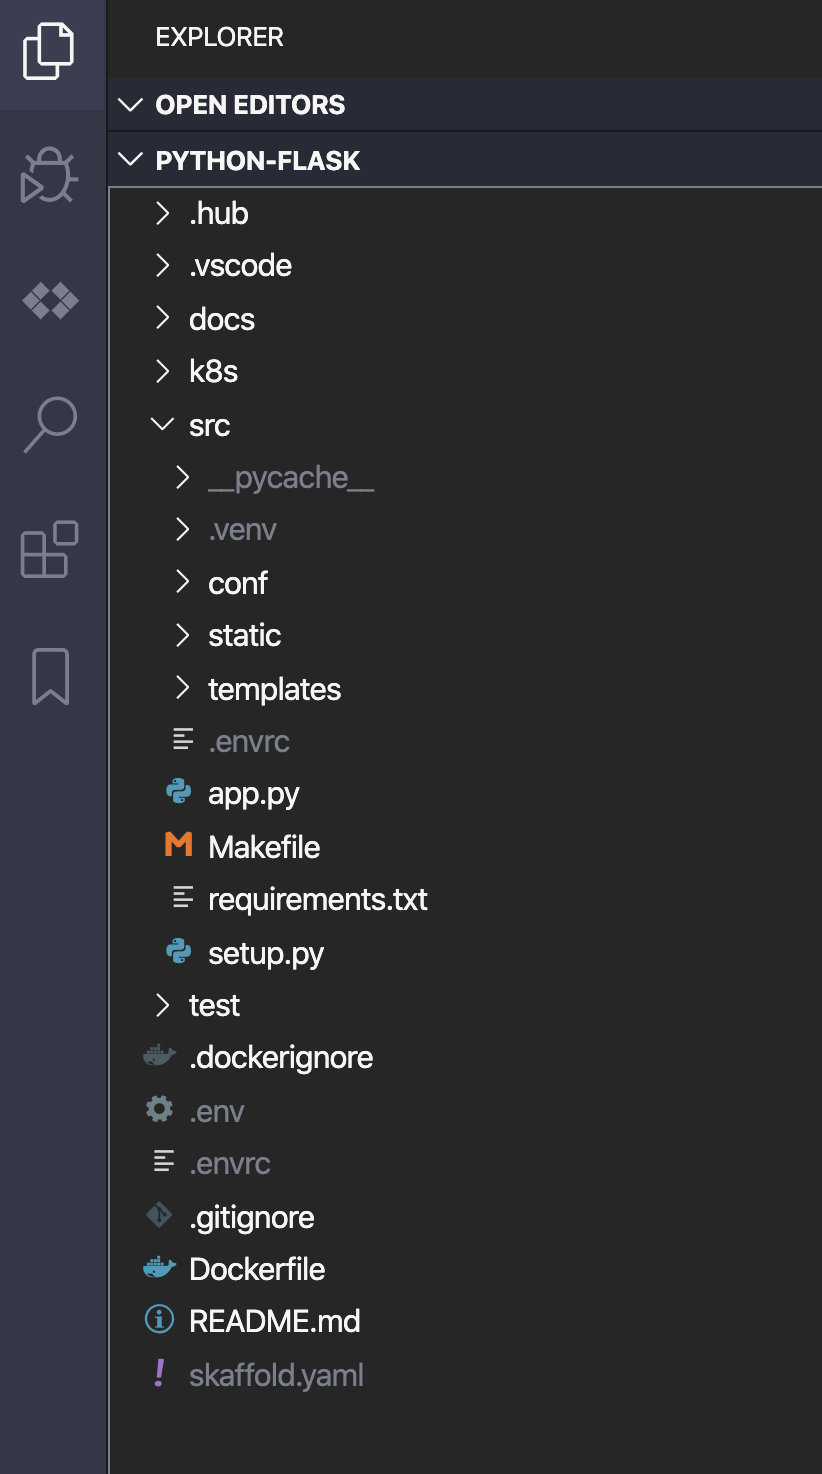 EXPLORER
OPEN EDITORS
PYTHON-FLASK
.hub
.vscode
docs
k8s
src
__pycache__
.venv
conf
static
templates
.envrc
app.py
Makefile
requirements.txt
setup.py
test
.dockerignore
.env
.envrc
.gitignore
Dockerfile
README.md
skaffold.yaml